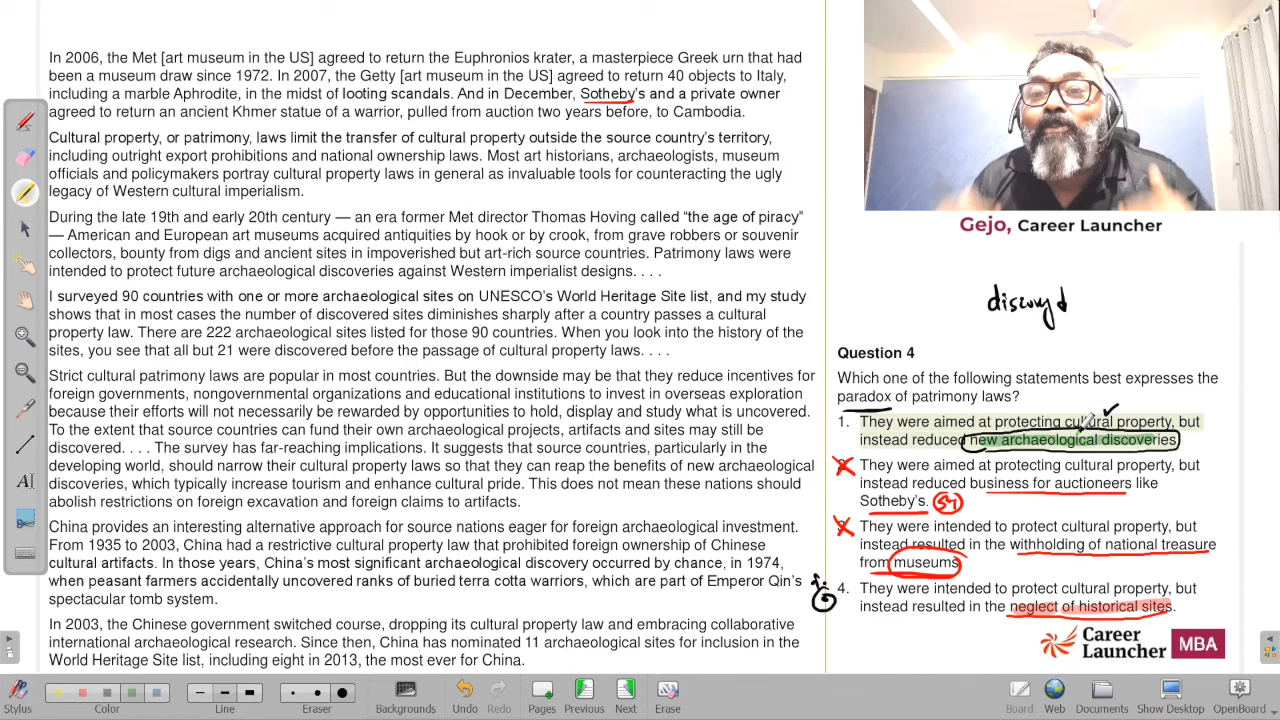 In 2006, the Met [art museum in the US] agreed to return the Euphronios krater, a masterpiece Greek urn that had
been a museum draw since 1972. In 2007, the Getty [art museum in the US] agreed to return 40 objects to Italy,
including a marble Aphrodite, in the midst of looting scandals. And in December, Sotheby's and a private owner
agreed to return an ancient Khmer statue of a warrior, pulled from auction two years before, to Cambodia.
Cultural property, or patrimony, laws limit the transfer of cultural property outside the source country's territory,
including outright export prohibitions and national ownership laws. Most art historians, archaeologists, museum
officials and policymakers portray cultural property laws in general as invaluable tools for counteracting the ugly
legacy of Western cultural imperialism.
During the late 19th and early 20th century — an era former Met director Thomas Hoving called “the age of piracy”
— American and European art museums acquired antiquities by hook or by crook, from grave robbers or souvenir
collectors, bounty from digs and ancient sites in impoverished but art-rich source countries. Patrimony laws were
intended to protect future archaeological discoveries against Western imperialist designs. . . .
I surveyed 90 countries with one or more archaeological sites on UNESCO's World Heritage Site list, and my study
shows that in most cases the number of discovered sites diminishes sharply after a country passes a cultural
property law. There are 222 archaeological sites listed for those 90 countries. When you look into the history of the
sites, you see that all but 21 were discovered before the passage of cultural property laws. . . .
Strict cultural patrimony laws are popular in most countries. But the downside may be that they reduce incentives for
foreign governments, nongovernmental organizations and educational institutions to invest in overseas exploration
because their efforts will not necessarily be rewarded by opportunities to hold, display and study what is uncovered.
To the extent that source countries can fund their own archaeological projects, artifacts and sites may still be
discovered. . . . The survey has far-reaching implications. It suggests that source countries, particularly in the
developing world, should narrow their cultural property laws so that they can reap the benefits of new archaeological
discoveries, which typically increase tourism and enhance cultural pride. This does not mean these nations should
abolish restrictions on foreign excavation and foreign claims to artifacts.
China provides an interesting alternative approach for source nations eager for foreign archaeological investment.
From 1935 to 2003, China had a restrictive cultural property law that prohibited foreign ownership of Chinese
cultural artifacts. In those years, China's most significant archaeological discovery occurred by chance, in 1974,
when peasant farmers accidentally uncovered ranks of buried terra cotta warriors, which are part of Emperor Qin's
spectacular tomb system.
In 2003, the Chinese government switched course, dropping its cultural property law and embracing collaborative
international archaeological research. Since then, China has nominated 11 archaeological sites for inclusion in the
World Heritage Site list, including eight in 2013, the most ever for China.
Gejo, Career Launcher
Question 4
Which one of the following statements best expresses the
paradox of patrimony laws?
1. They were aimed at protecting cultural property, but
instead reduced new archaeological discoveries.
They were aimed at protecting cultural property, but
instead reduced business for auctioneers like
Sotheby's.
They were intended to protect cultural property, but
instead resulted in the withholding of national treasure
from museums
4. They were intended to protect cultural property, but
instead resulted in the neglect of historical sites.
Career
Launcher MBA
Stylus Color Line Eraser Backgrounds Undo Redo Pages Previous Next Erase Board Web Documents Show Desktop OpenBoard